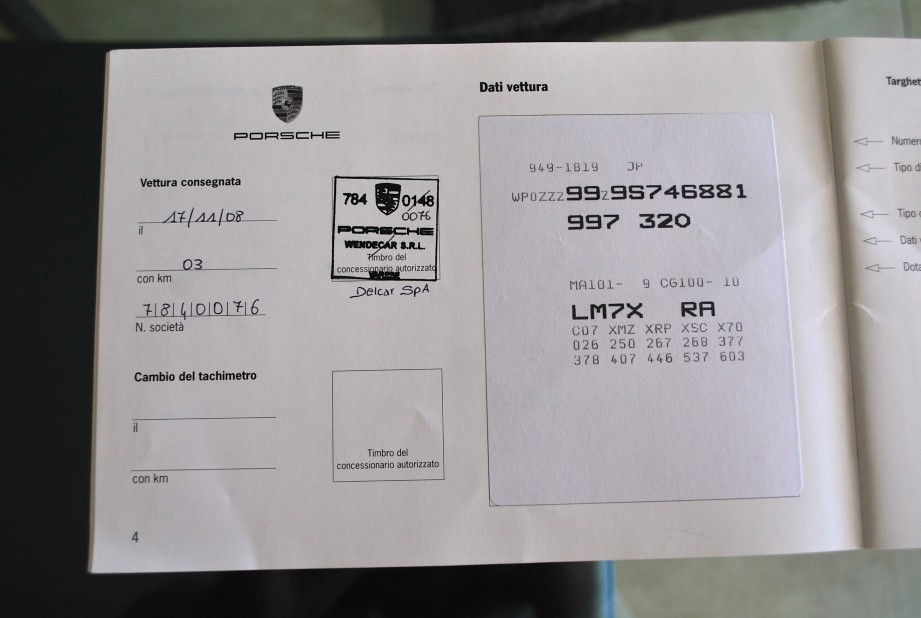 PORSCHE
Vettura consegnata
17/11/08
il
03
con km
7|8|4|0|0|7|6
N. società
784 0148
0076
PORSCHE
WENDECAR S.R.L.
Timbro del
concessionario autorizzato
Delcar SpA
Cambio del tachimetro
il
con km
Timbro del
concessionario autorizzato
4
Dati vettura
949-1819 JP
WP0ZZZ99Z9S746881
997 320
MA101- 9 CG100- 10
LM7X RA
C07 XMZ XRP XSC X70
026 250 267 268 377
378 407 446 537 603
Targhet
Numero
Tipo d
Tipo
Dati
Dota